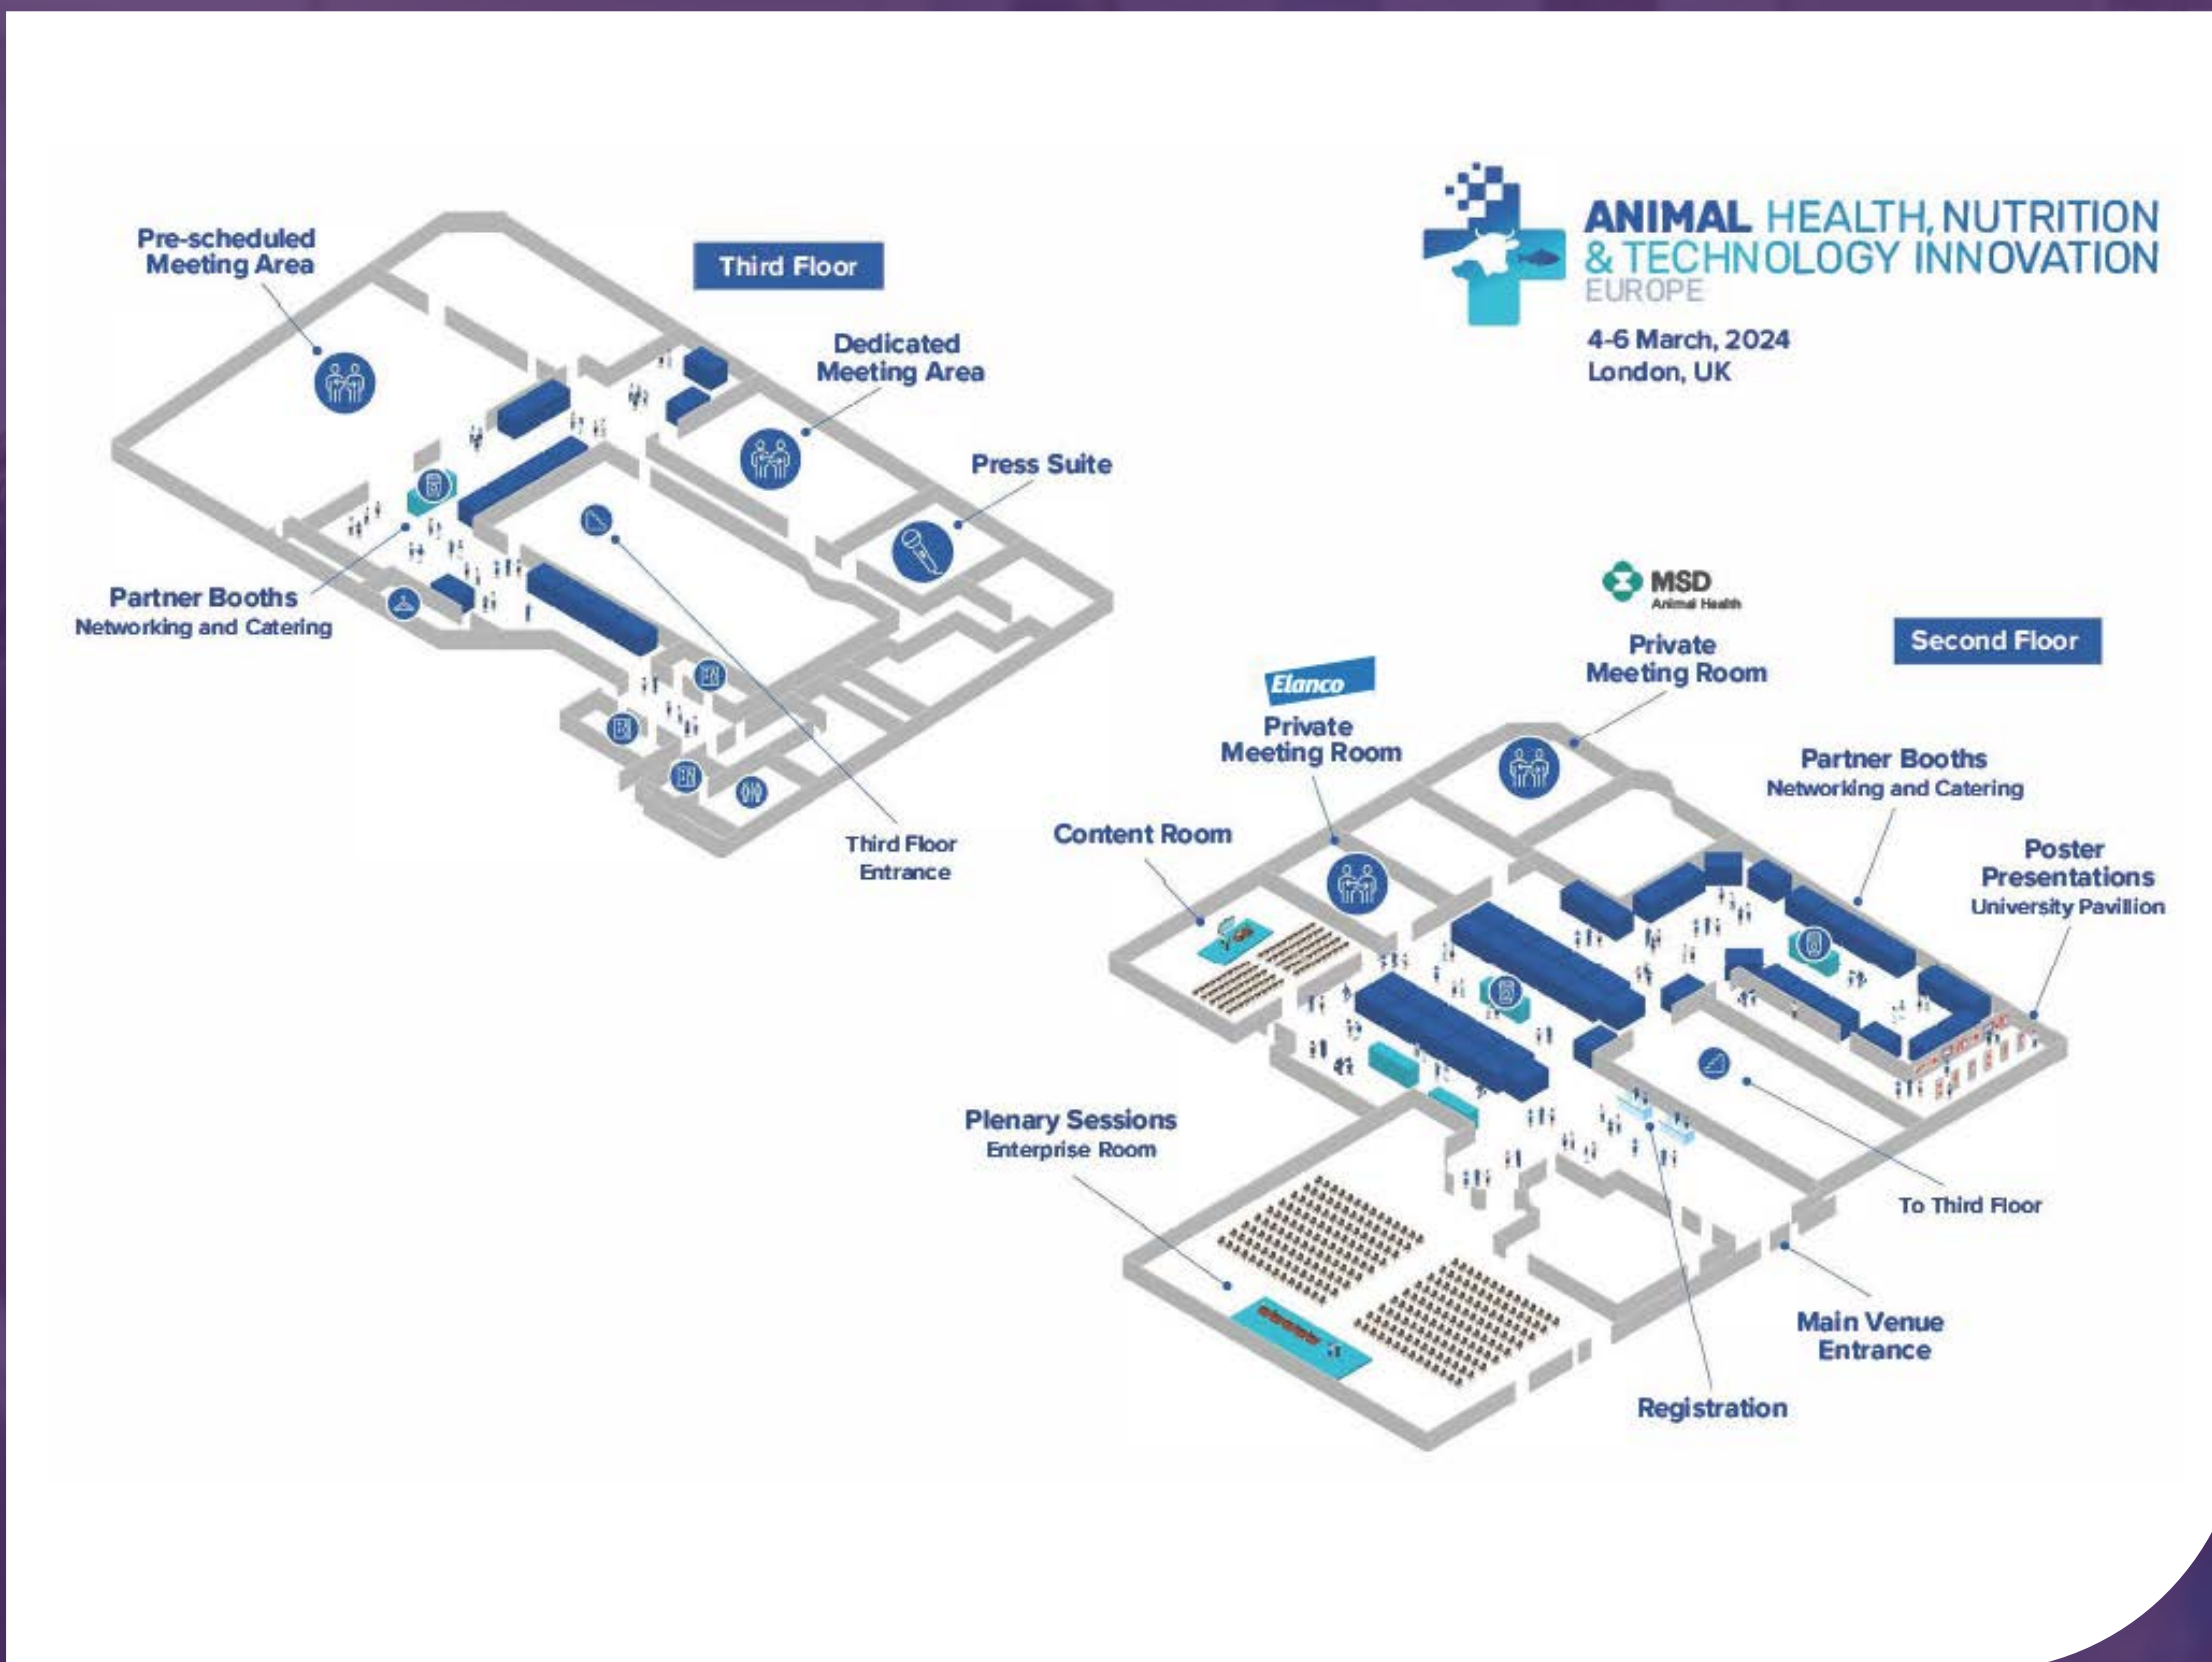 ANIMAL HEALTH, NUTRITION
& TECHNOLOGY INNOVATION
EUROPE
4-6 March, 2024
London, UK
Third Floor
Pre-scheduled
Meeting Area
Dedicated
Meeting Area
Press Suite
Partner Booths
Networking and Catering
Third Floor
Entrance
MSD
Animal Health
Private
Meeting Room
Second Floor
Elanco
Private
Meeting Room
Partner Booths
Networking and Catering
Content Room
Poster
Presentations
University Pavillion
Plenary Sessions
Enterprise Room
To Third Floor
Main Venue
Entrance
Registration